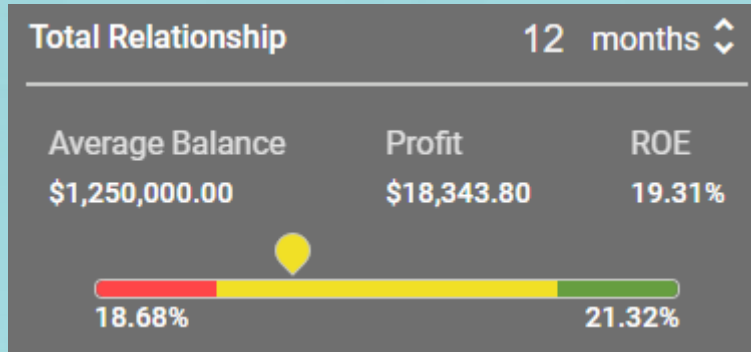 Total Relationship 12 months
Average Balance Profit ROE
$1,250,000.00 $18,343.80 19.31%
18.68% 21.32%